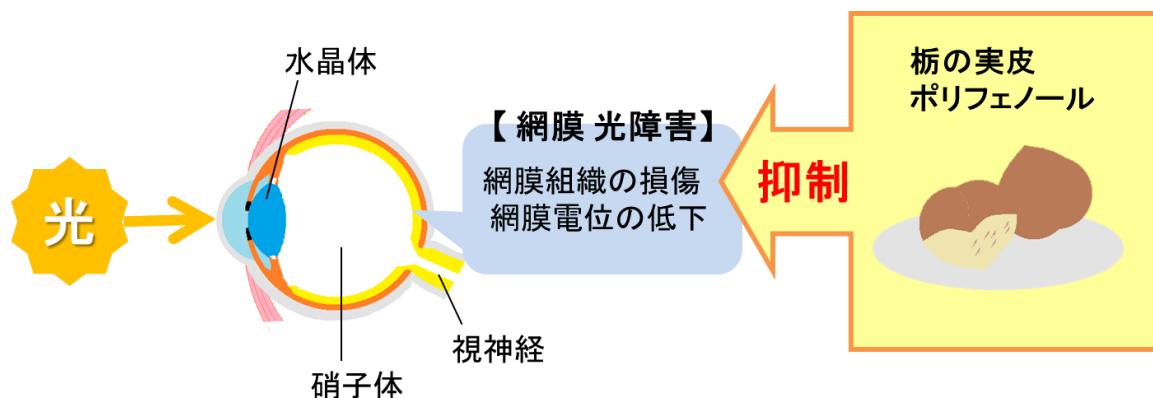 水晶体
光
硝子体
視神経
【 網膜 光障害】
網膜組織の損傷
網膜電位の低下
抑制
栃の実皮
ポリフェノール